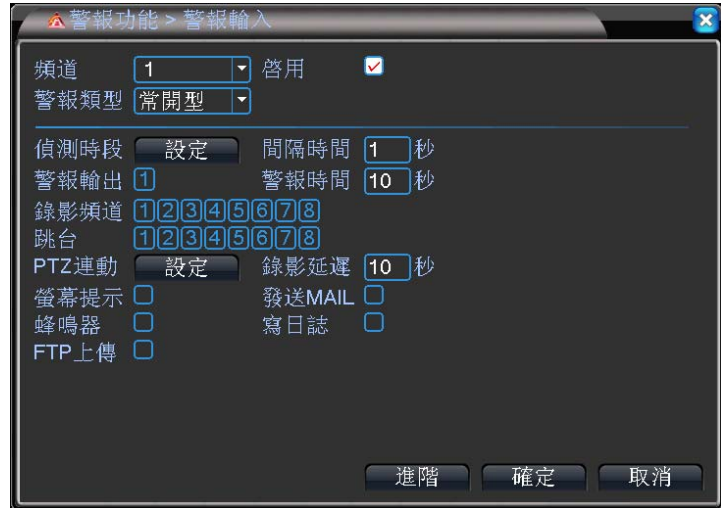 警報功能 > 警報輸入
頻道 1 啓用
警報類型 常開型
偵測時段 設定 間隔時間 1 秒
警報輸出 1 警報時間 10 秒
錄影頻道 1 2 3 4 5 6 7 8
跳台 1 2 3 4 5 6 7 8
PTZ連動 設定 錄影延遲 10 秒
螢幕提示 發送MAIL
蜂鳴器 寫日誌
FTP上傳
進階 確定 取消